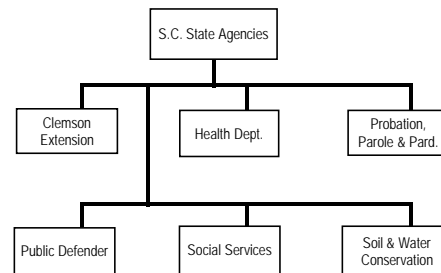 S.C. State Agencies
Clemson
Extension
Health Dept.
Probation,
Parole & Pard.
Public Defender
Social Services
Soil & Water
Conservation